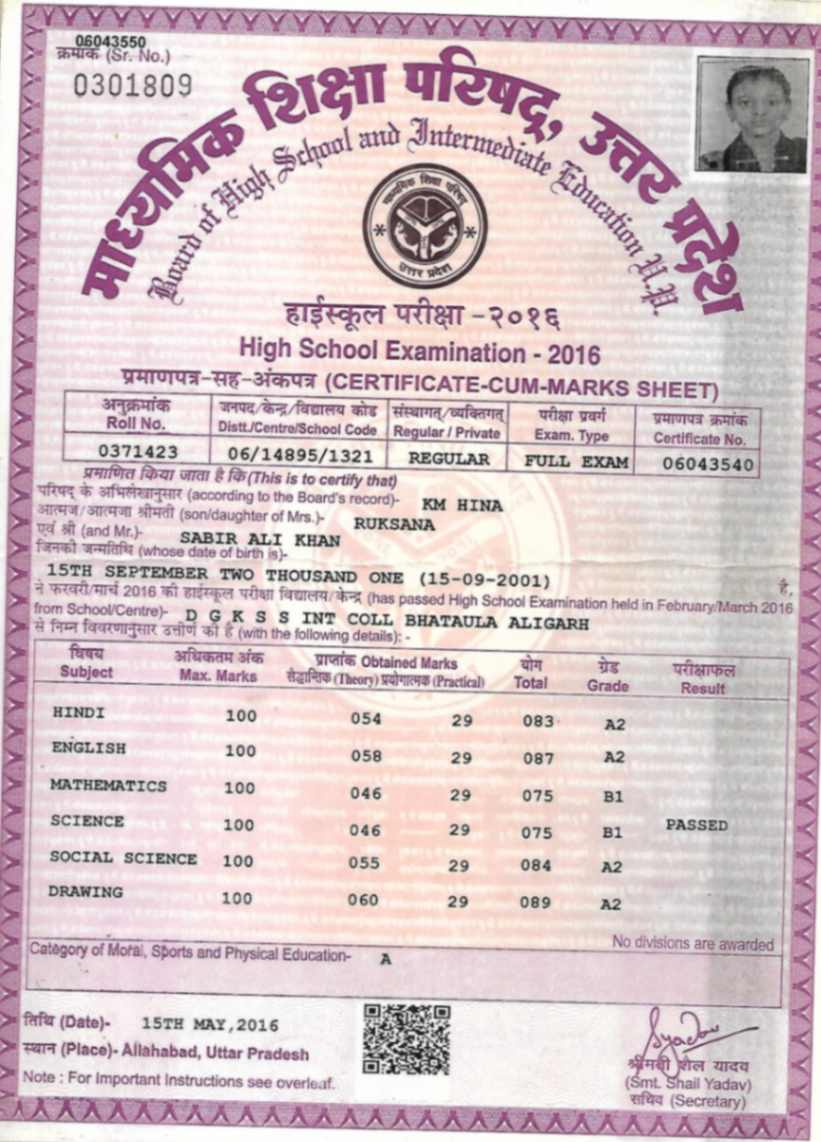 06043550
क्रमांक (Sr. No.)
0301809
माध्यमिक शिक्षा परिषद्, उत्तर प्रदेश
Board of High School and Intermediate Education U.P.
माध्यमिक शिक्षा परिषद्
उत्तर प्रदेश
हाईस्कूल परीक्षा -२०१६
High School Examination - 2016
प्रमाणपत्र-सह-अंकपत्र (CERTIFICATE-CUM-MARKS SHEET)
अनुक्रमांक जनपद/केन्द्र/विद्यालय कोड संस्थागत्/व्यक्तिगत् परीक्षा प्रवर्ग प्रमाणपत्र क्रमांक
Roll No. Distt./Centre/School Code Regular / Private Exam. Type Certificate No.
0371423 06/14895/1321 REGULAR FULL EXAM 06043540
प्रमाणित किया जाता है कि (This is to certify that)
परिषद् के अभिलेखानुसार (according to the Board's record)- KM HINA
आत्मज/आत्मजा श्रीमती (son/daughter of Mrs.)- RUKSANA
एवं श्री (and Mr.)- SABIR ALI KHAN
जिनकी जन्मतिथि (whose date of birth is)-
15TH SEPTEMBER TWO THOUSAND ONE (15-09-2001) है,
ने फरवरी/मार्च 2016 की हाईस्कूल परीक्षा विद्यालय/केन्द्र (has passed High School Examination held in February/March 2016
from School/Centre)- D G K S S INT COLL BHATAULA ALIGARH
से निम्न विवरणानुसार उत्तीर्ण की है (with the following details): -
विषय अधिकतम अंक प्राप्तांक Obtained Marks योग ग्रेड परीक्षाफल
Subject Max. Marks सैद्धान्तिक (Theory) प्रयोगात्मक (Practical) Total Grade Result
HINDI 100 054 29 083 A2
ENGLISH 100 058 29 087 A2
MATHEMATICS 100 046 29 075 B1
SCIENCE 100 046 29 075 B1 PASSED
SOCIAL SCIENCE 100 055 29 084 A2
DRAWING 100 060 29 089 A2
No divisions are awarded
Category of Moral, Sports and Physical Education- A
तिथि (Date)- 15TH MAY,2016
स्थान (Place)- Allahabad, Uttar Pradesh
Note : For Important Instructions see overleaf.
Syadav
श्रीमती शैल यादव
(Smt. Shail Yadav)
सचिव (Secretary)